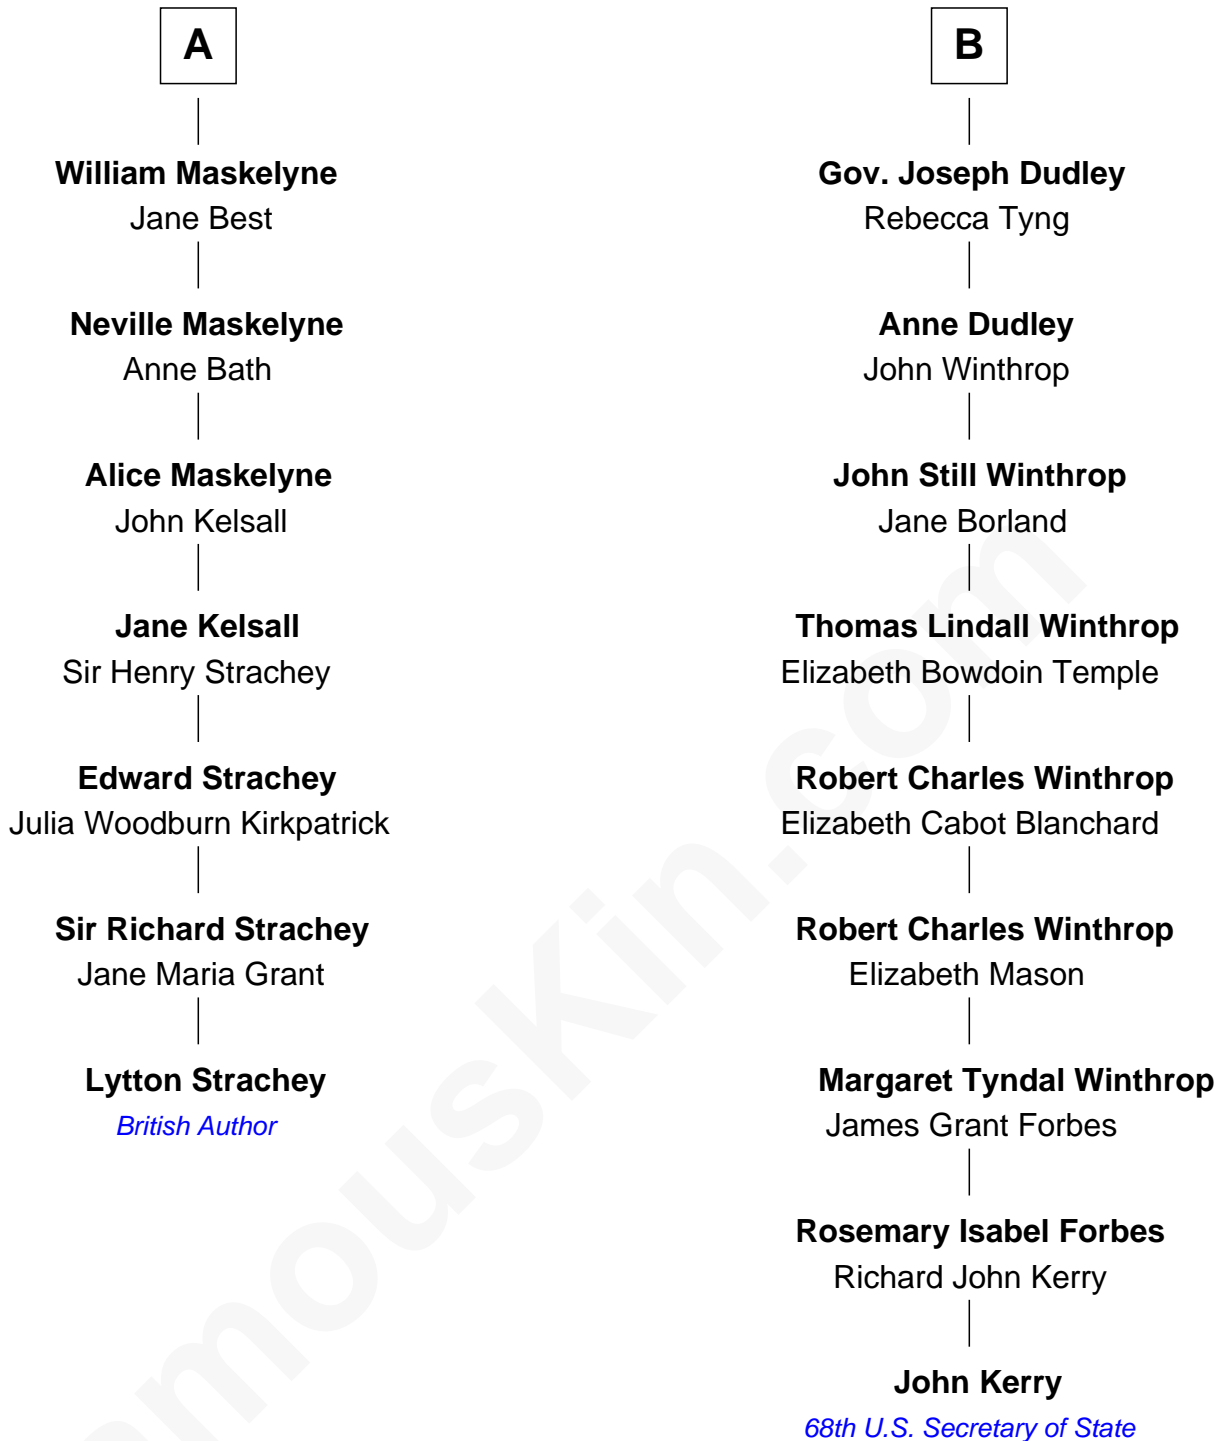 A
William Maskelyne
Jane Best
Neville Maskelyne
Anne Bath
Alice Maskelyne
John Kelsall
Jane Kelsall
Sir Henry Strachey
Edward Strachey
Julia Woodburn Kirkpatrick
Sir Richard Strachey
Jane Maria Grant
Lytton Strachey
British Author
B
Gov. Joseph Dudley
Rebecca Tyng
Anne Dudley
John Winthrop
John Still Winthrop
Jane Borland
Thomas Lindall Winthrop
Elizabeth Bowdoin Temple
Robert Charles Winthrop
Elizabeth Cabot Blanchard
Robert Charles Winthrop
Elizabeth Mason
Margaret Tyndal Winthrop
James Grant Forbes
Rosemary Isabel Forbes
Richard John Kerry
John Kerry
68th U.S. Secretary of State
amouskin.com